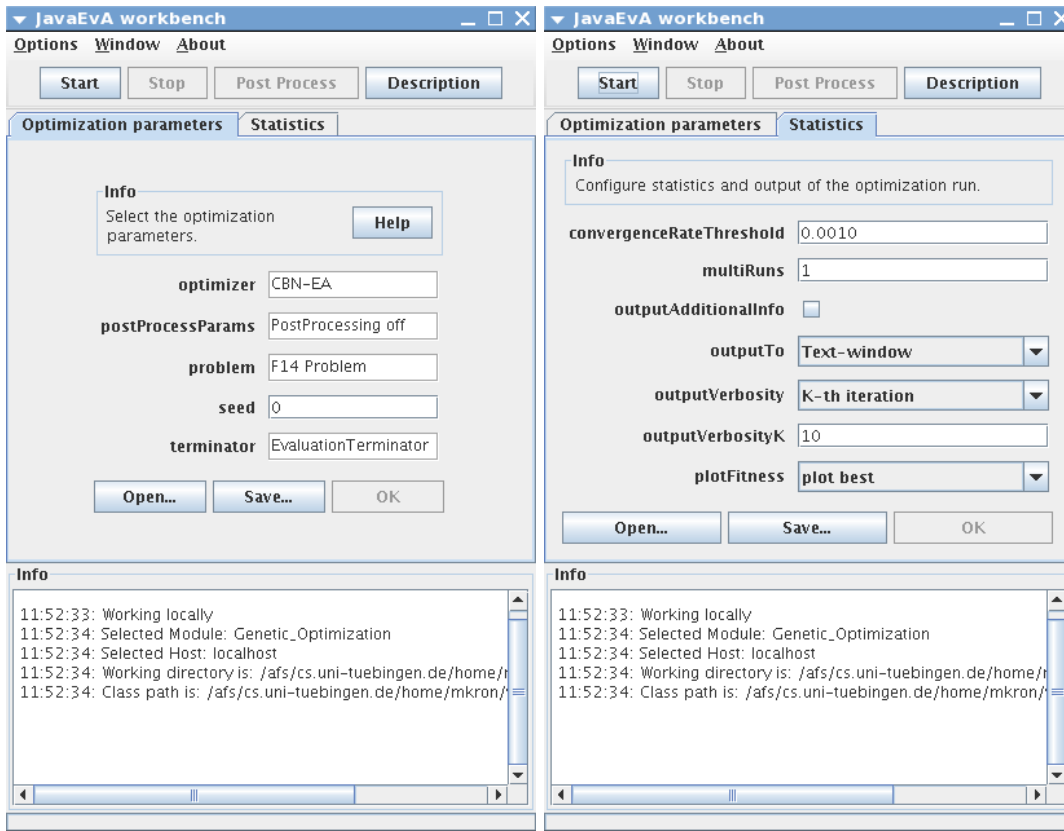 JavaEvA workbench
Options Window About
Start Stop Post Process Description
Optimization parameters Statistics
Info
Select the optimization
parameters.
Help
optimizer CBN-EA
postProcessParams PostProcessing off
problem F14 Problem
seed 0
terminator EvaluationTerminator
Open... Save... OK
Info
11:52:33: Working locally
11:52:34: Selected Module: Genetic_Optimization
11:52:34: Selected Host: localhost
11:52:34: Working directory is: /afs/cs.uni-tuebingen.de/home/
11:52:34: Class path is: /afs/cs.uni-tuebingen.de/home/mkron/
JavaEvA workbench
Options Window About
Start Stop Post Process Description
Optimization parameters Statistics
Info
Configure statistics and output of the optimization run.
convergenceRateThreshold 0.0010
multiRuns 1
outputAdditionalInfo
outputTo Text-window
outputVerbosity K-th iteration
outputVerbosityK 10
plotFitness plot best
Open... Save... OK
Info
11:52:33: Working locally
11:52:34: Selected Module: Genetic_Optimization
11:52:34: Selected Host: localhost
11:52:34: Working directory is: /afs/cs.uni-tuebingen.de/home/
11:52:34: Class path is: /afs/cs.uni-tuebingen.de/home/mkron/